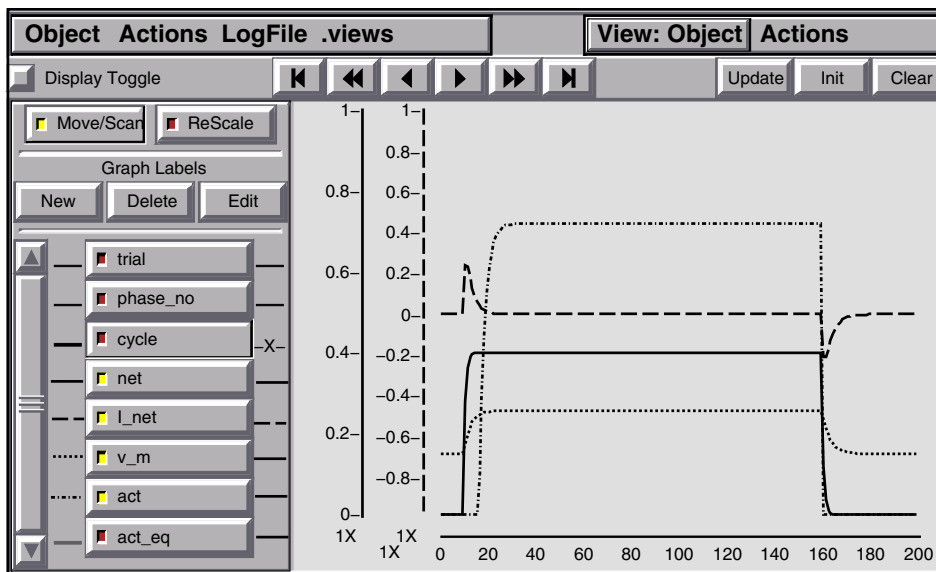 Object Actions LogFile .views View: Object Actions
Display Toggle Update Init Clear
Move/Scan ReScale
Graph Labels
New Delete Edit
trial
phase_no
cycle –X–
net
I_net
v_m
act
act_eq
1–
0.8–
0.6–
0.4–
0.2–
0–
1X
1–
0.8–
0.6–
0.4–
0.2–
0–
–0.2–
–0.4–
–0.6–
–0.8–
1X
1X
0 20 40 60 80 100 120 140 160 180 200